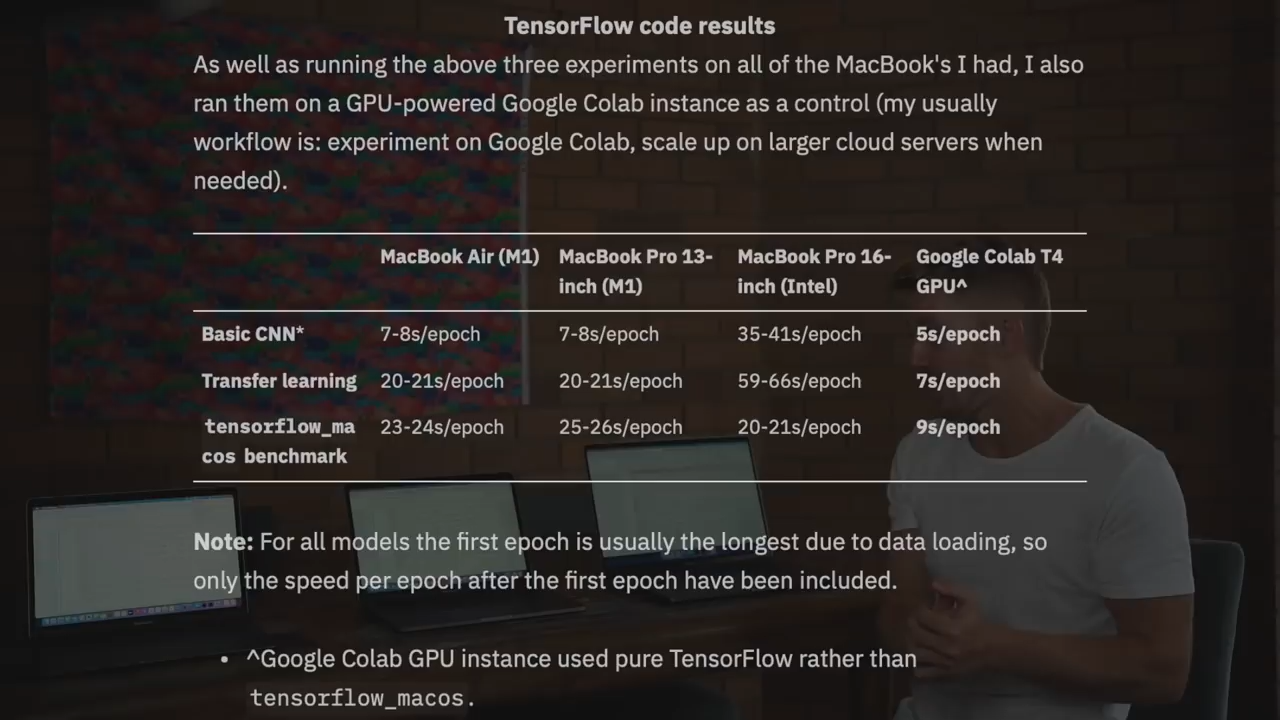 TensorFlow code results
As well as running the above three experiments on all of the MacBook's I had, I also
ran them on a GPU-powered Google Colab instance as a control (my usually
workflow is: experiment on Google Colab, scale up on larger cloud servers when
needed).
MacBook Air (M1) MacBook Pro 13-inch (M1) MacBook Pro 16-inch (Intel) Google Colab T4 GPU^
Basic CNN* 7-8s/epoch 7-8s/epoch 35-41s/epoch 5s/epoch
Transfer learning 20-21s/epoch 20-21s/epoch 59-66s/epoch 7s/epoch
tensorflow_macos benchmark 23-24s/epoch 25-26s/epoch 20-21s/epoch 9s/epoch
Note: For all models the first epoch is usually the longest due to data loading, so
only the speed per epoch after the first epoch have been included.
• ^Google Colab GPU instance used pure TensorFlow rather than
tensorflow_macos.